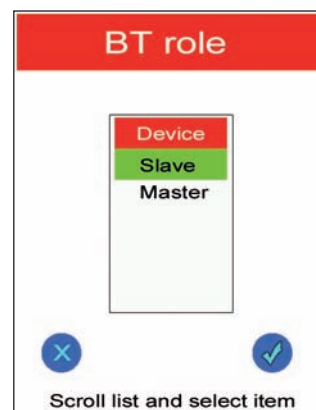 BT role
Device
Slave
Master
Scroll list and select item